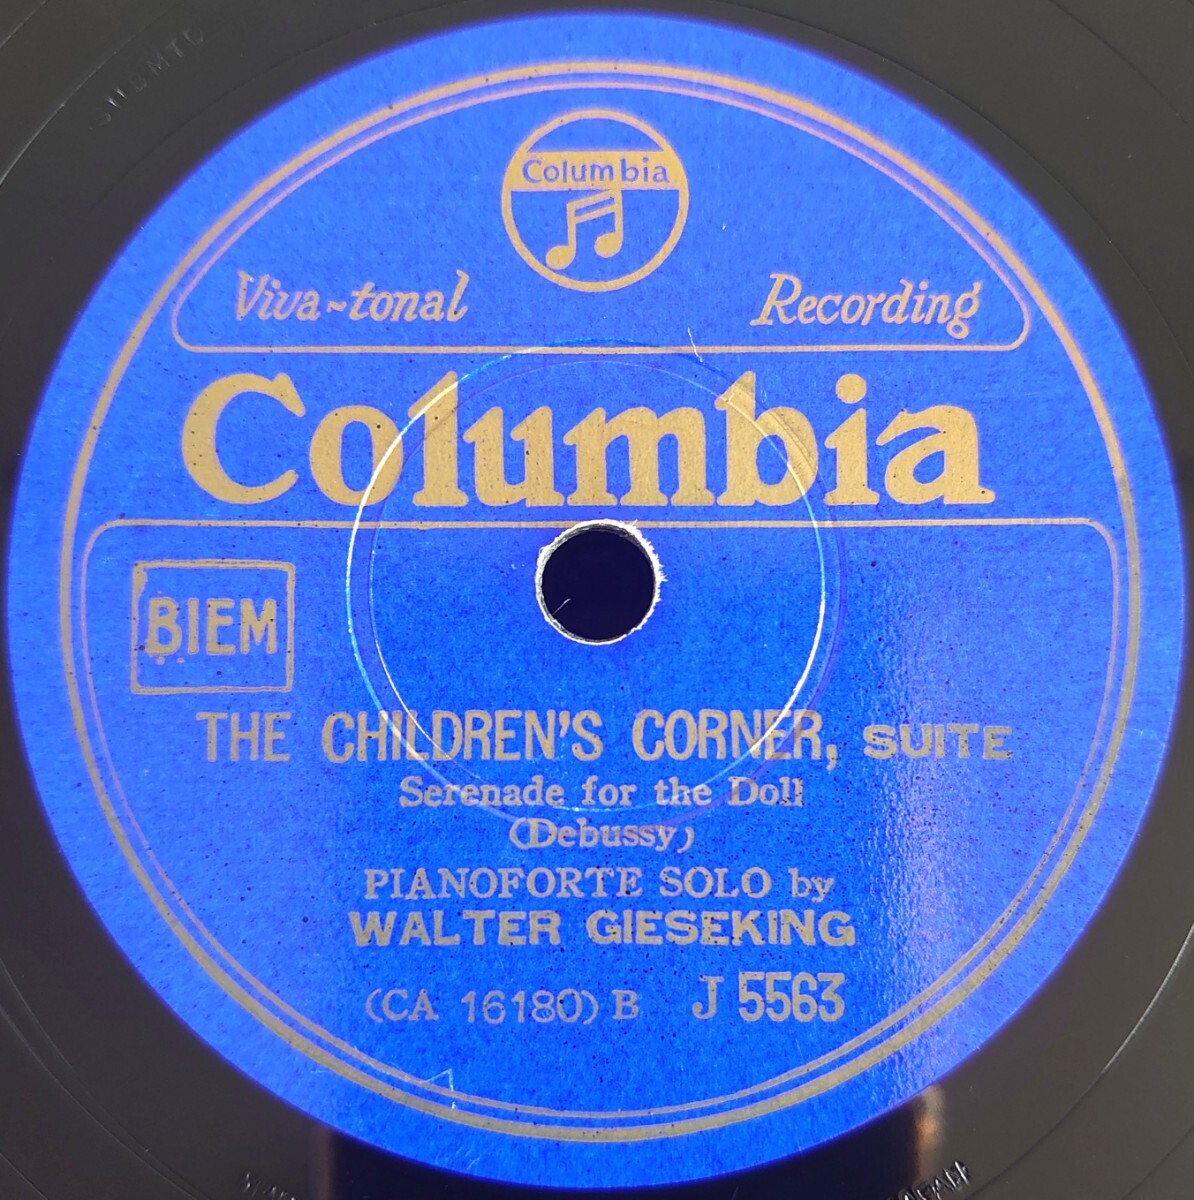 Columbia
Viva-tonal Recording
Columbia
BIEM
THE CHILDREN'S CORNER, SUITE
Serenade for the Doll
(Debussy)
PIANOFORTE SOLO by
WALTER GIESEKING
(CA 16180) B J 5563